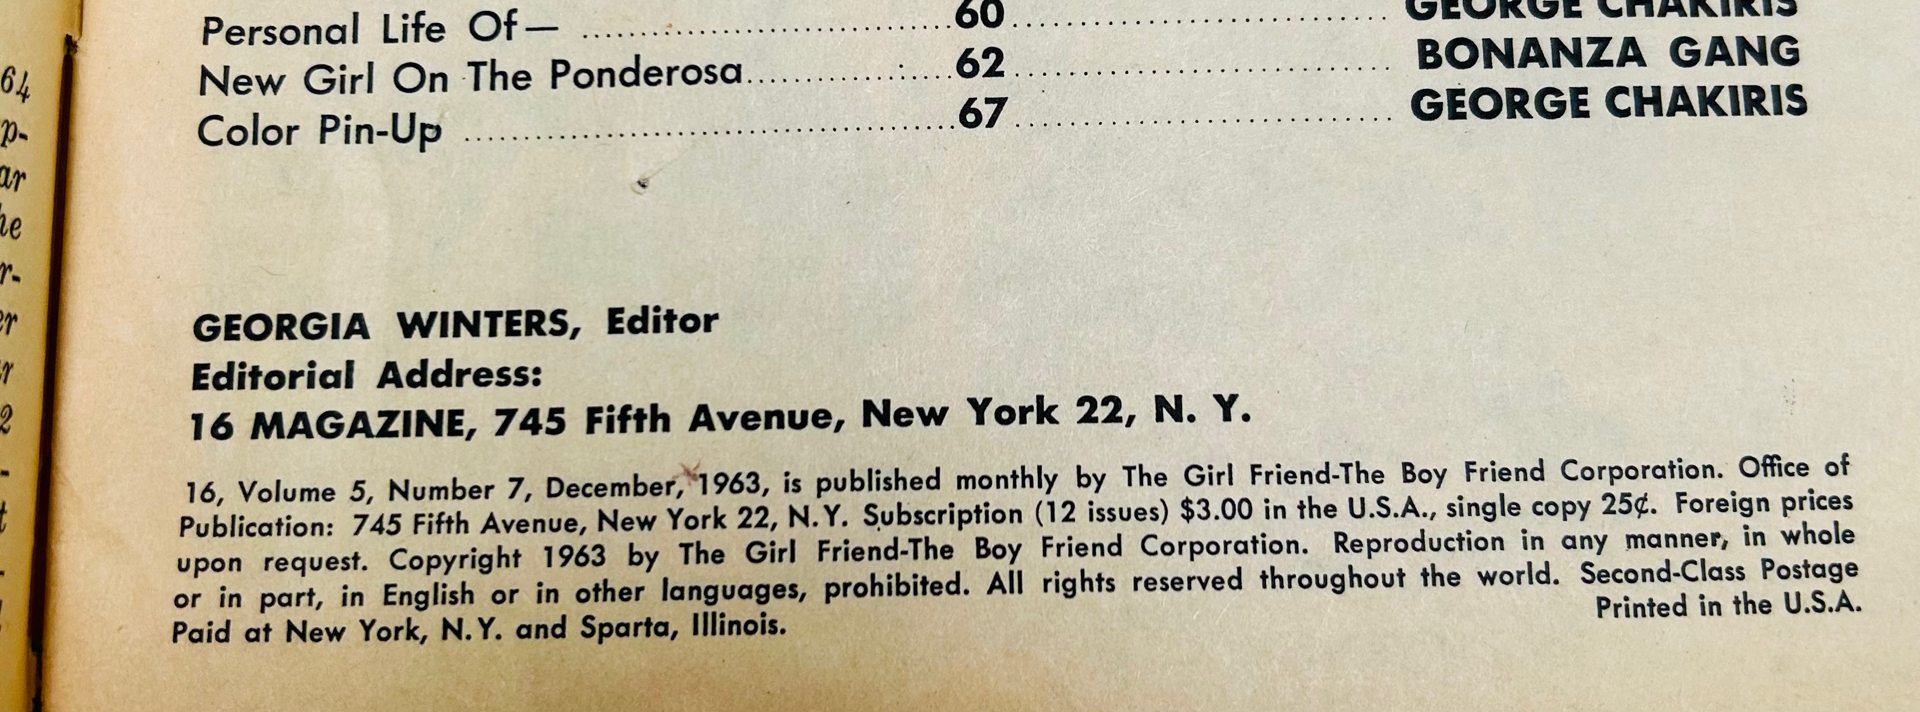 Personal Life Of— ........................................ 60 ........................................ GEORGE CHAKIRIS
New Girl On The Ponderosa ........................................ 62 ........................................ BONANZA GANG
Color Pin-Up ........................................ 67 ........................................ GEORGE CHAKIRIS
64
p-
ar
he
r-
er
r
2
-
t
GEORGIA WINTERS, Editor
Editorial Address:
16 MAGAZINE, 745 Fifth Avenue, New York 22, N. Y.
16, Volume 5, Number 7, December, 1963, is published monthly by The Girl Friend-The Boy Friend Corporation. Office of
Publication: 745 Fifth Avenue, New York 22, N.Y. Subscription (12 issues) $3.00 in the U.S.A., single copy 25¢. Foreign prices
upon request. Copyright 1963 by The Girl Friend-The Boy Friend Corporation. Reproduction in any manner, in whole
or in part, in English or in other languages, prohibited. All rights reserved throughout the world. Second-Class Postage
Paid at New York, N.Y. and Sparta, Illinois. Printed in the U.S.A.